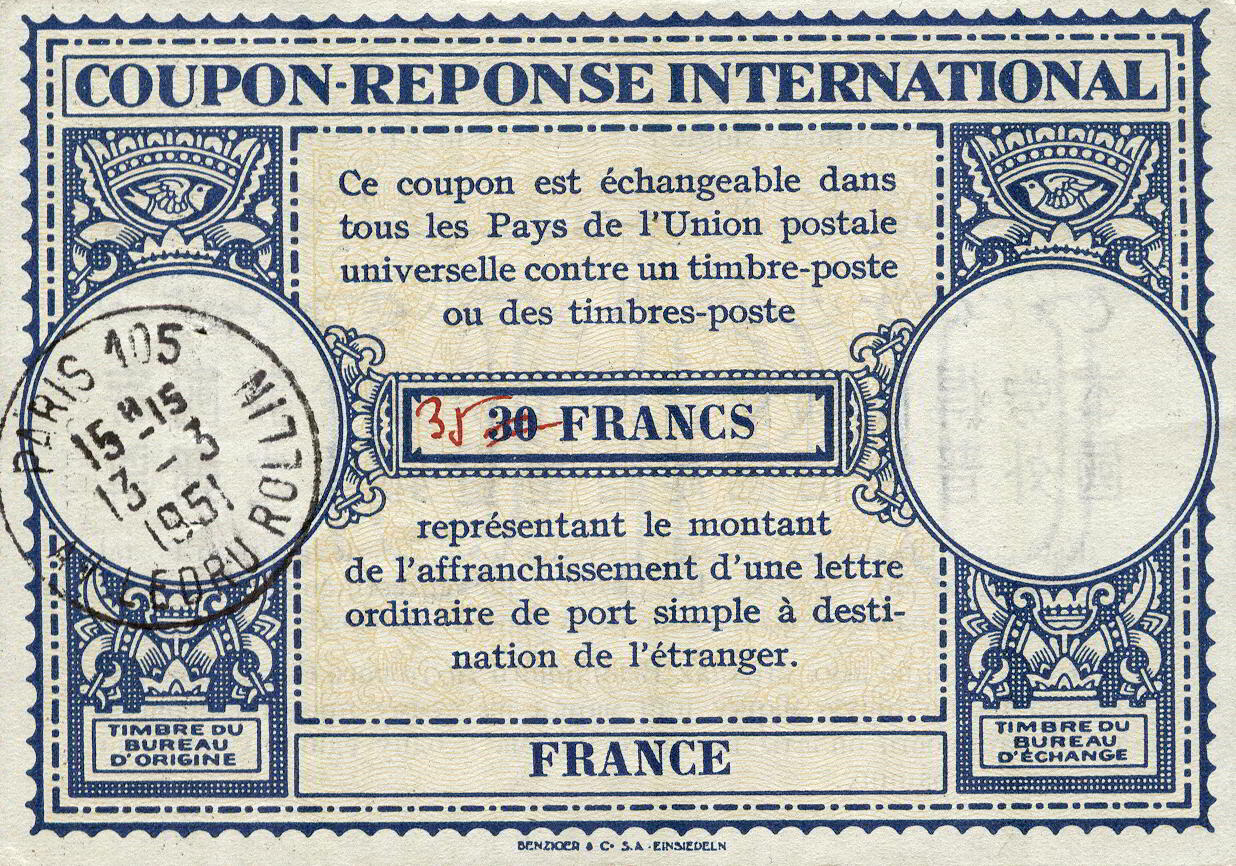 COUPON-REPONSE INTERNATIONAL
Ce coupon est échangeable dans
tous les Pays de l'Union postale
universelle contre un timbre-poste
ou des timbres-poste
35 30 FRANCS
représentant le montant
de l'affranchissement d'une lettre
ordinaire de port simple à desti-
nation de l'étranger.
PARIS 105
15 H 15
13 - 3
1951
AV LEDRU ROLLIN
TIMBRE DU
BUREAU
D'ORIGINE
FRANCE
TIMBRE DU
BUREAU
D'ÉCHANGE
BENZIGER & Co S.A. EINSIEDELN